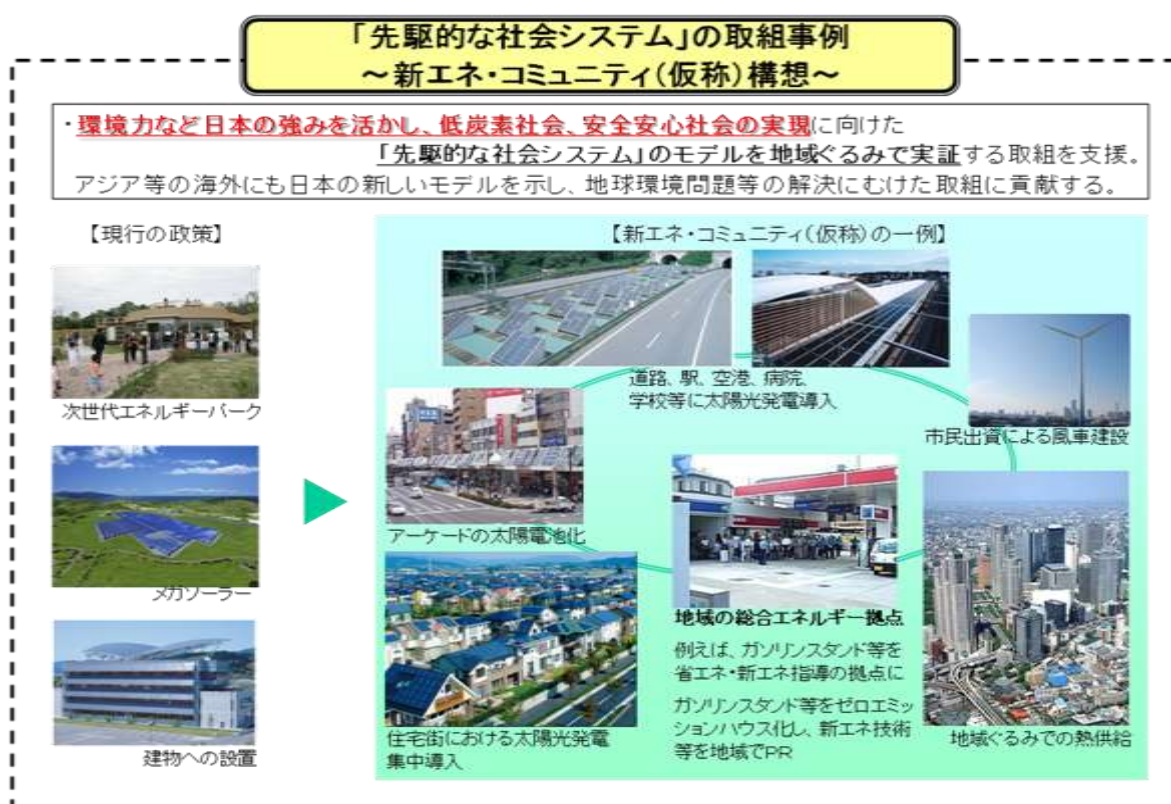 「先駆的な社会システム」の取組事例
～新エネ・コミュニティ(仮称)構想～
・環境力など日本の強みを活かし、低炭素社会、安全安心社会の実現に向けた
「先駆的な社会システム」のモデルを地域ぐるみで実証する取組を支援。
アジア等の海外にも日本の新しいモデルを示し、地球環境問題等の解決にむけた取組に貢献する。
【現行の政策】
次世代エネルギーパーク
メガソーラー
建物への設置
【新エネ・コミュニティ(仮称)の一例】
道路、駅、空港、病院、
学校等に太陽光発電導入
市民出資による風車建設
アーケードの太陽電池化
地域の総合エネルギー拠点
例えば、ガソリンスタンド等を
省エネ・新エネ指導の拠点に
ガソリンスタンド等をゼロエミッ
ションハウス化し、新エネ技術
等を地域でPR
住宅街における太陽光発電
集中導入
地域ぐるみでの熱供給